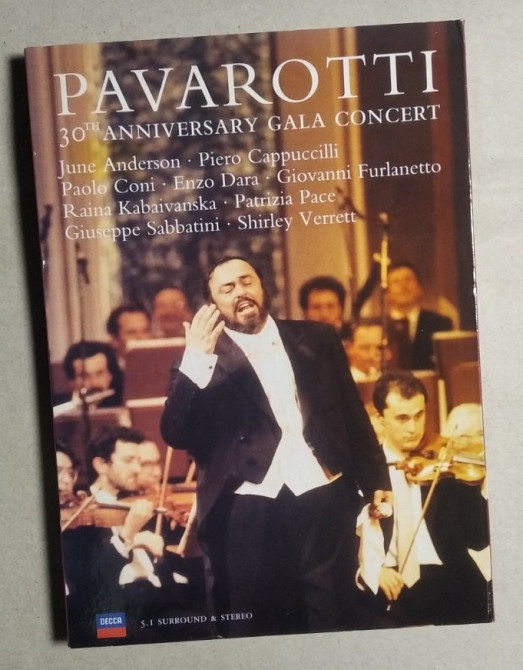 PAVAROTTI
30TH ANNIVERSARY GALA CONCERT
June Anderson · Piero Cappuccilli
Paolo Coni · Enzo Dara · Giovanni Furlanetto
Raina Kabaivanska · Patrizia Pace
Giuseppe Sabbatini · Shirley Verrett
DECCA
5.1 SURROUND & STEREO